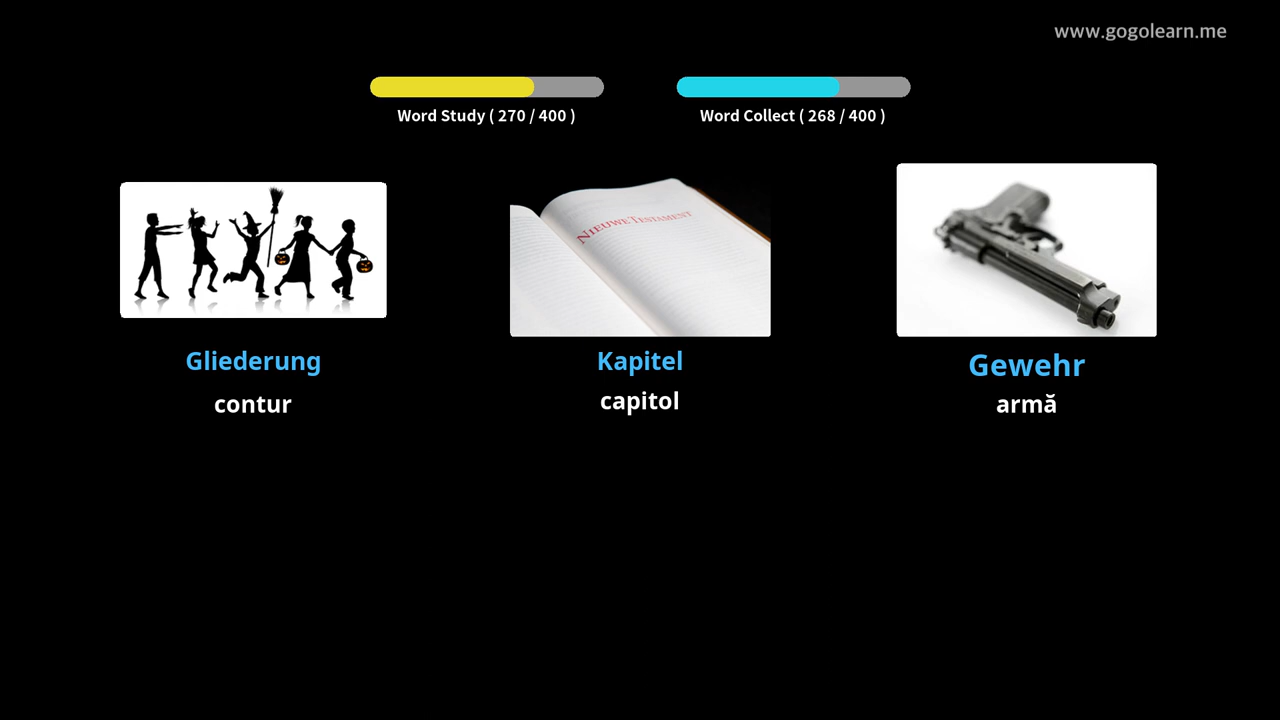 www.gogolearn.me
Word Study ( 270 / 400 )
Word Collect ( 268 / 400 )
NIEUWE TESTAMENT
Gliederung
Kapitel
Gewehr
contur
capitol
armă